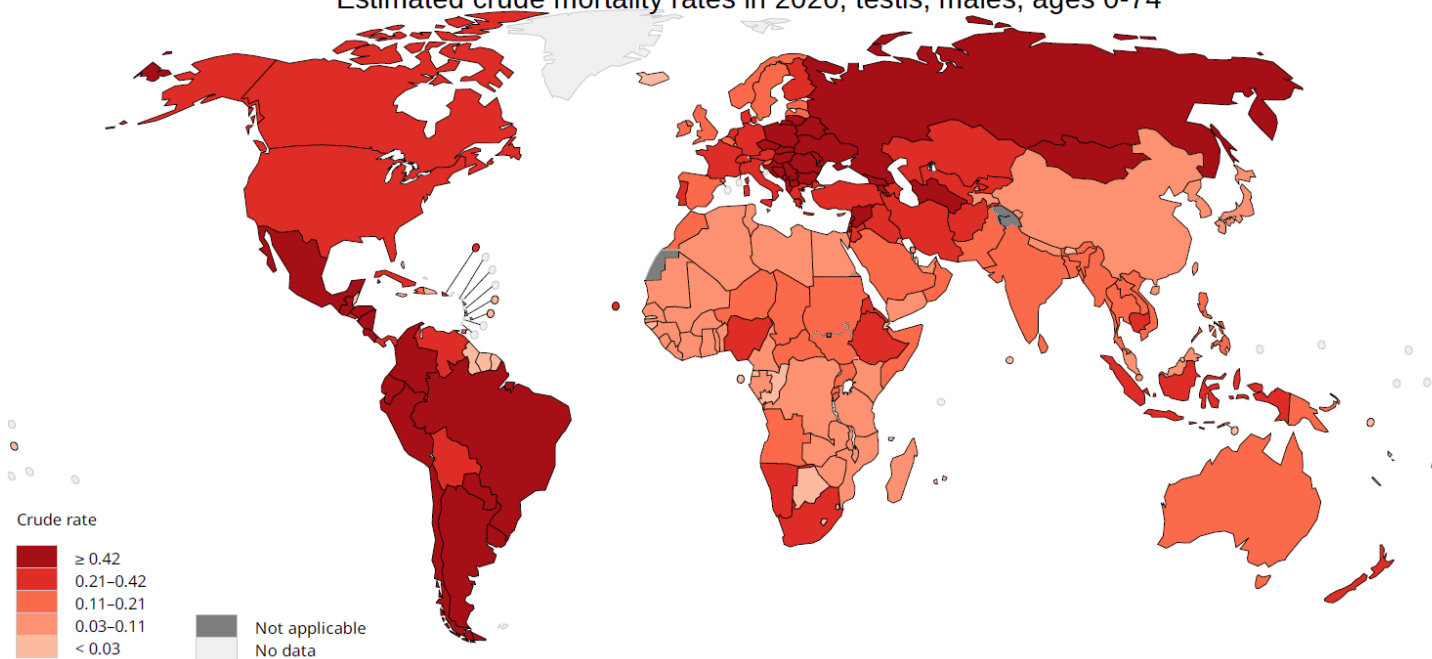 Estimated crude mortality rates in 2020, testis, males, ages 0-74
Crude rate
≥ 0.42
0.21–0.42
0.11–0.21
0.03–0.11
< 0.03
Not applicable
No data